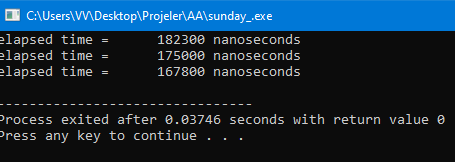 C:\Users\VV\Desktop\Projeler\AA\sunday_.exe
elapsed time =       182300 nanoseconds
elapsed time =       175000 nanoseconds
elapsed time =       167800 nanoseconds
--------------------------------
Process exited after 0.03746 seconds with return value 0
Press any key to continue . . .